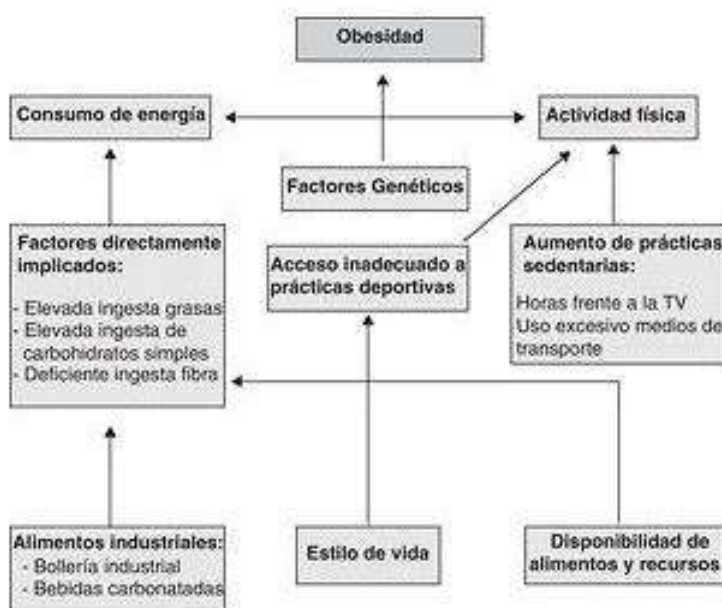 Obesidad
Consumo de energía
Actividad física
Factores Genéticos
Factores directamente
implicados:
- Elevada ingesta grasas
- Elevada ingesta de
carbohidratos simples
- Deficiente ingesta fibra
Acceso inadecuado a
prácticas deportivas
Aumento de prácticas
sedentarias:
Horas frente a la TV
Uso excesivo medios de
transporte
Alimentos industriales:
- Bollería industrial
- Bebidas carbonatadas
Estilo de vida
Disponibilidad de
alimentos y recursos